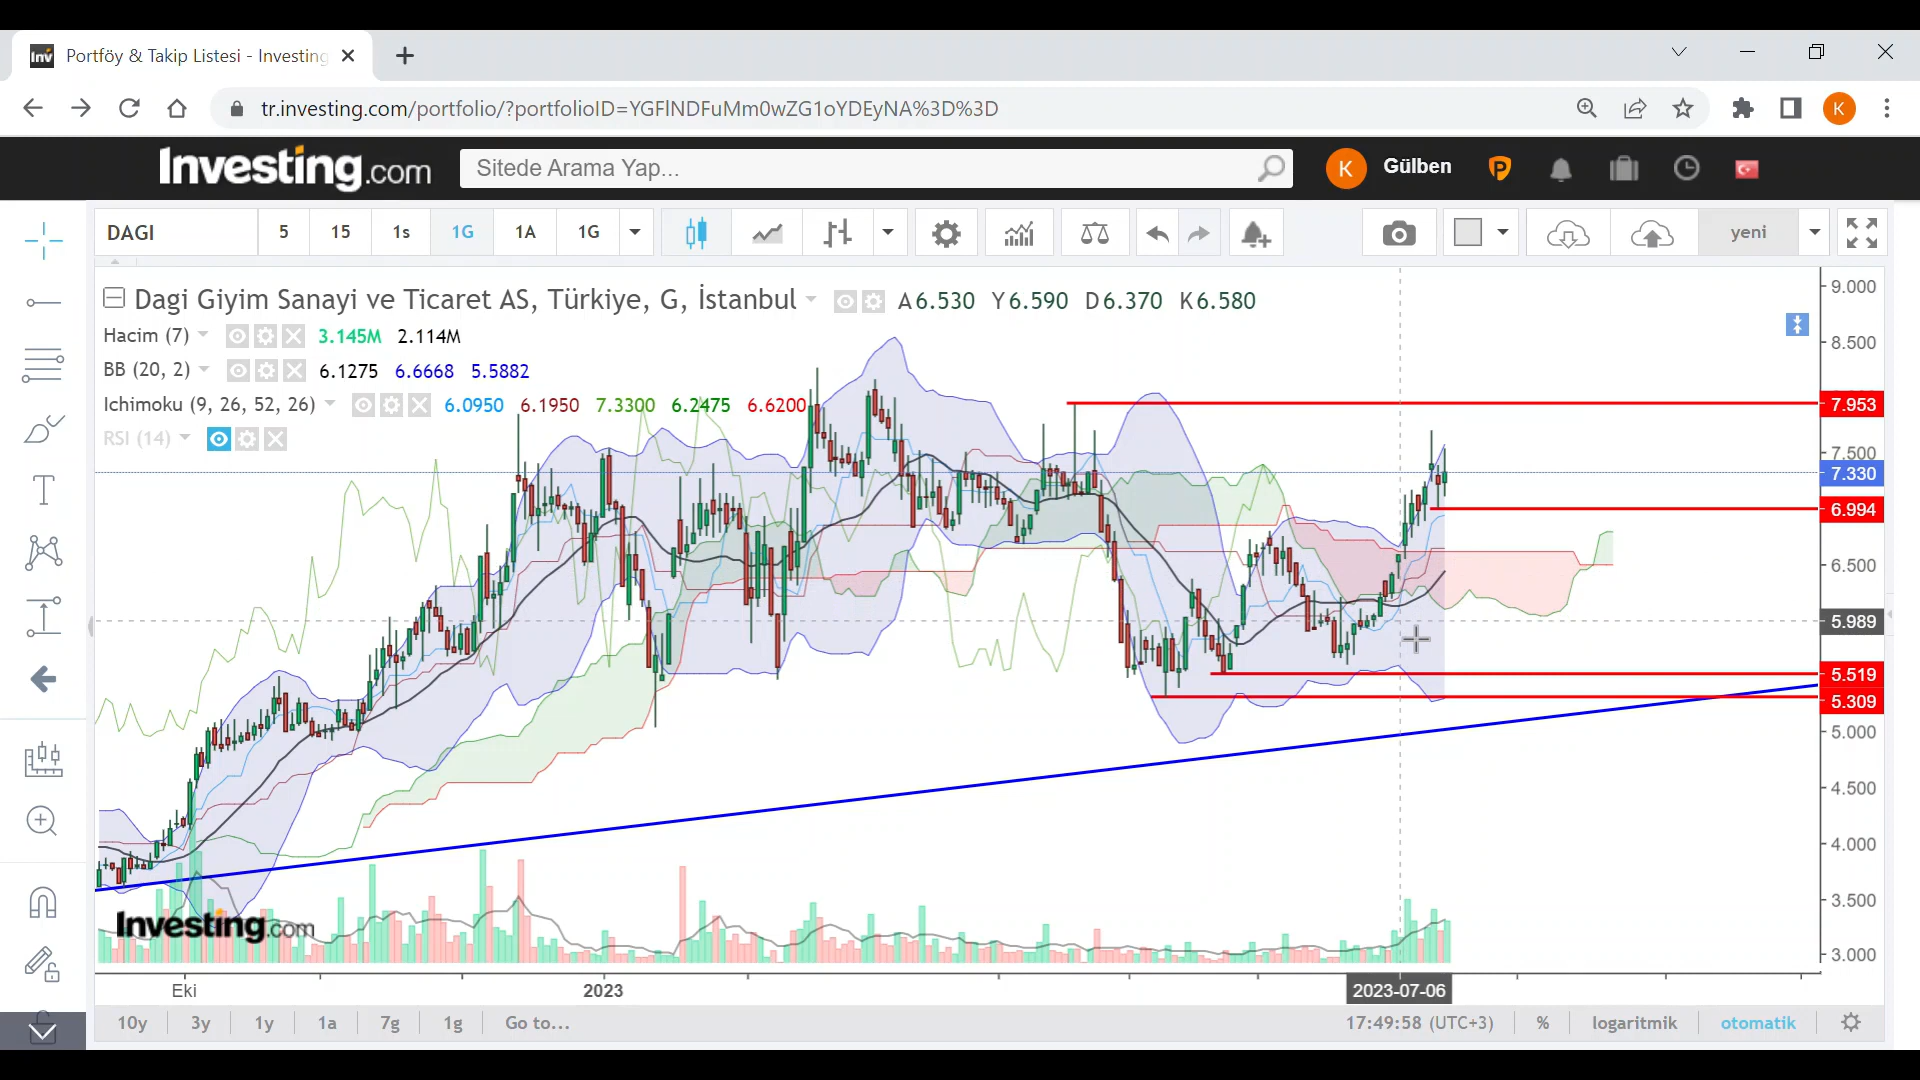 Portföy & Takip Listesi - Investing
tr.investing.com/portfolio/?portfolioID=YGFlNDFuMm0wZG1oYDEyNA%3D%3D
K
Investing.com
Sitede Arama Yap...
K
Gülben
DAGI
5
15
1s
1G
1A
1G
yeni
Dagi Giyim Sanayi ve Ticaret AS, Türkiye, G, İstanbul
A6.530 Y6.590 D6.370 K6.580
Hacim (7) 3.145M 2.114M
BB (20, 2) 6.1275 6.6668 5.5882
Ichimoku (9, 26, 52, 26) 6.0950 6.1950 7.3300 6.2475 6.6200
RSI (14)
9.000
8.500
7.953
7.500
7.330
6.994
6.500
5.989
5.519
5.309
5.000
4.500
4.000
3.500
3.000
Investing.com
Eki
2023
2023-07-06
10y
3y
1y
1a
7g
1g
Go to...
17:49:58 (UTC+3)
%
logaritmik
otomatik